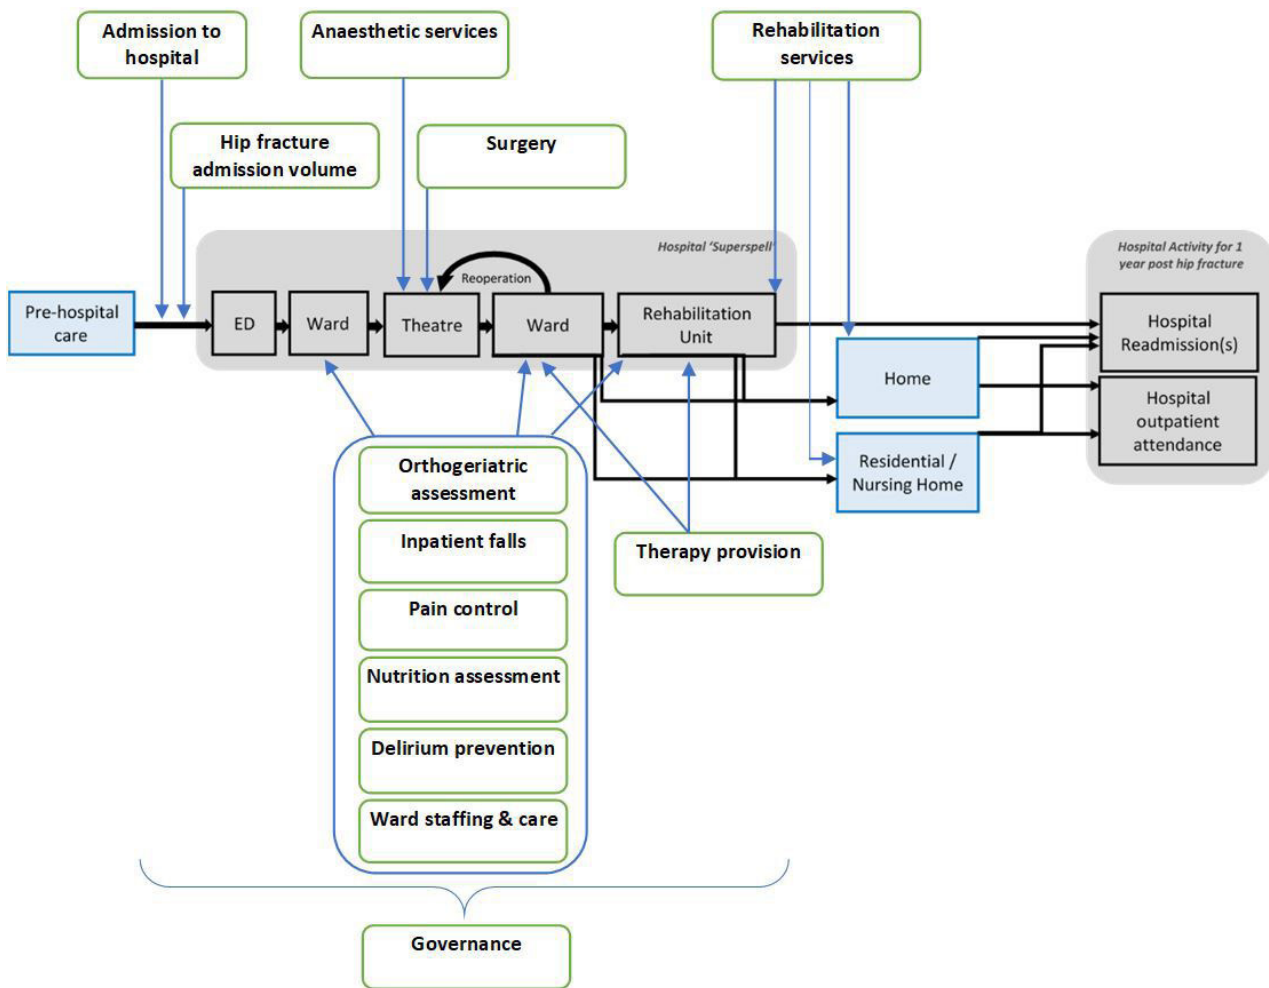 Admission to
hospital
Anaesthetic services
Rehabilitation
services
Hip fracture
admission volume
Surgery
Hospital ‘Superspell’
Hospital Activity for 1
year post hip fracture
Reoperation
Pre-hospital
care
ED
Ward
Theatre
Ward
Rehabilitation
Unit
Hospital
Readmission(s)
Home
Hospital
outpatient
attendance
Residential /
Nursing Home
Orthogeriatric
assessment
Inpatient falls
Therapy provision
Pain control
Nutrition assessment
Delirium prevention
Ward staffing & care
Governance